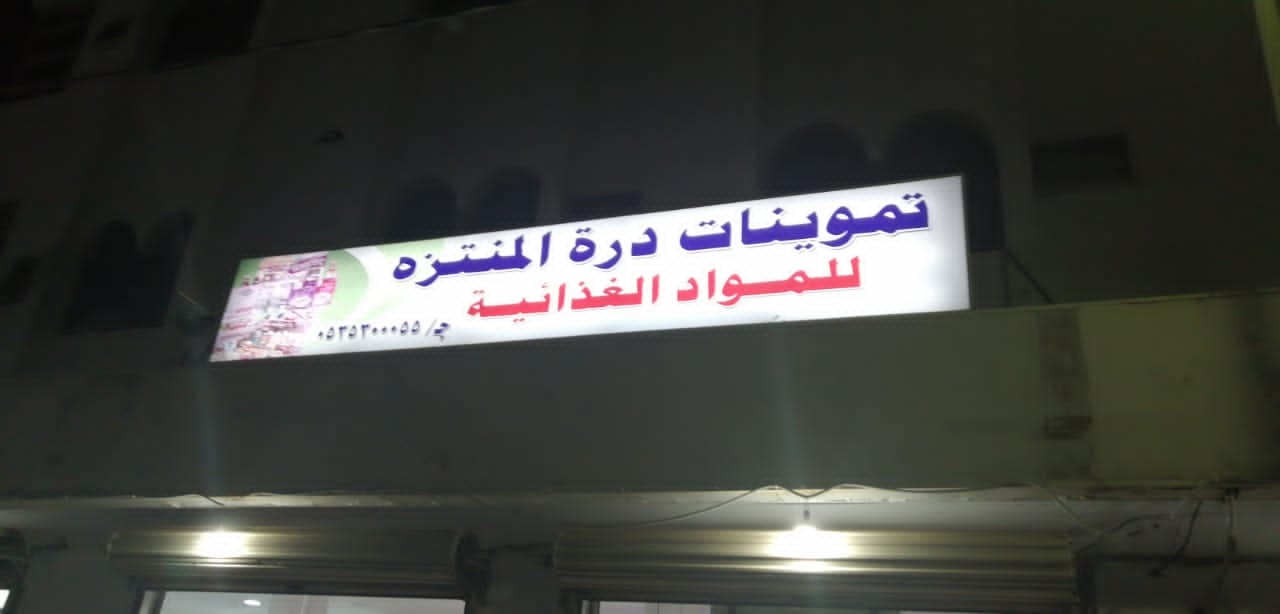 تموينات درة المنتزه
للمواد الغذائية
ج/ ٠٥٣٥٣٠٠٠٥٥